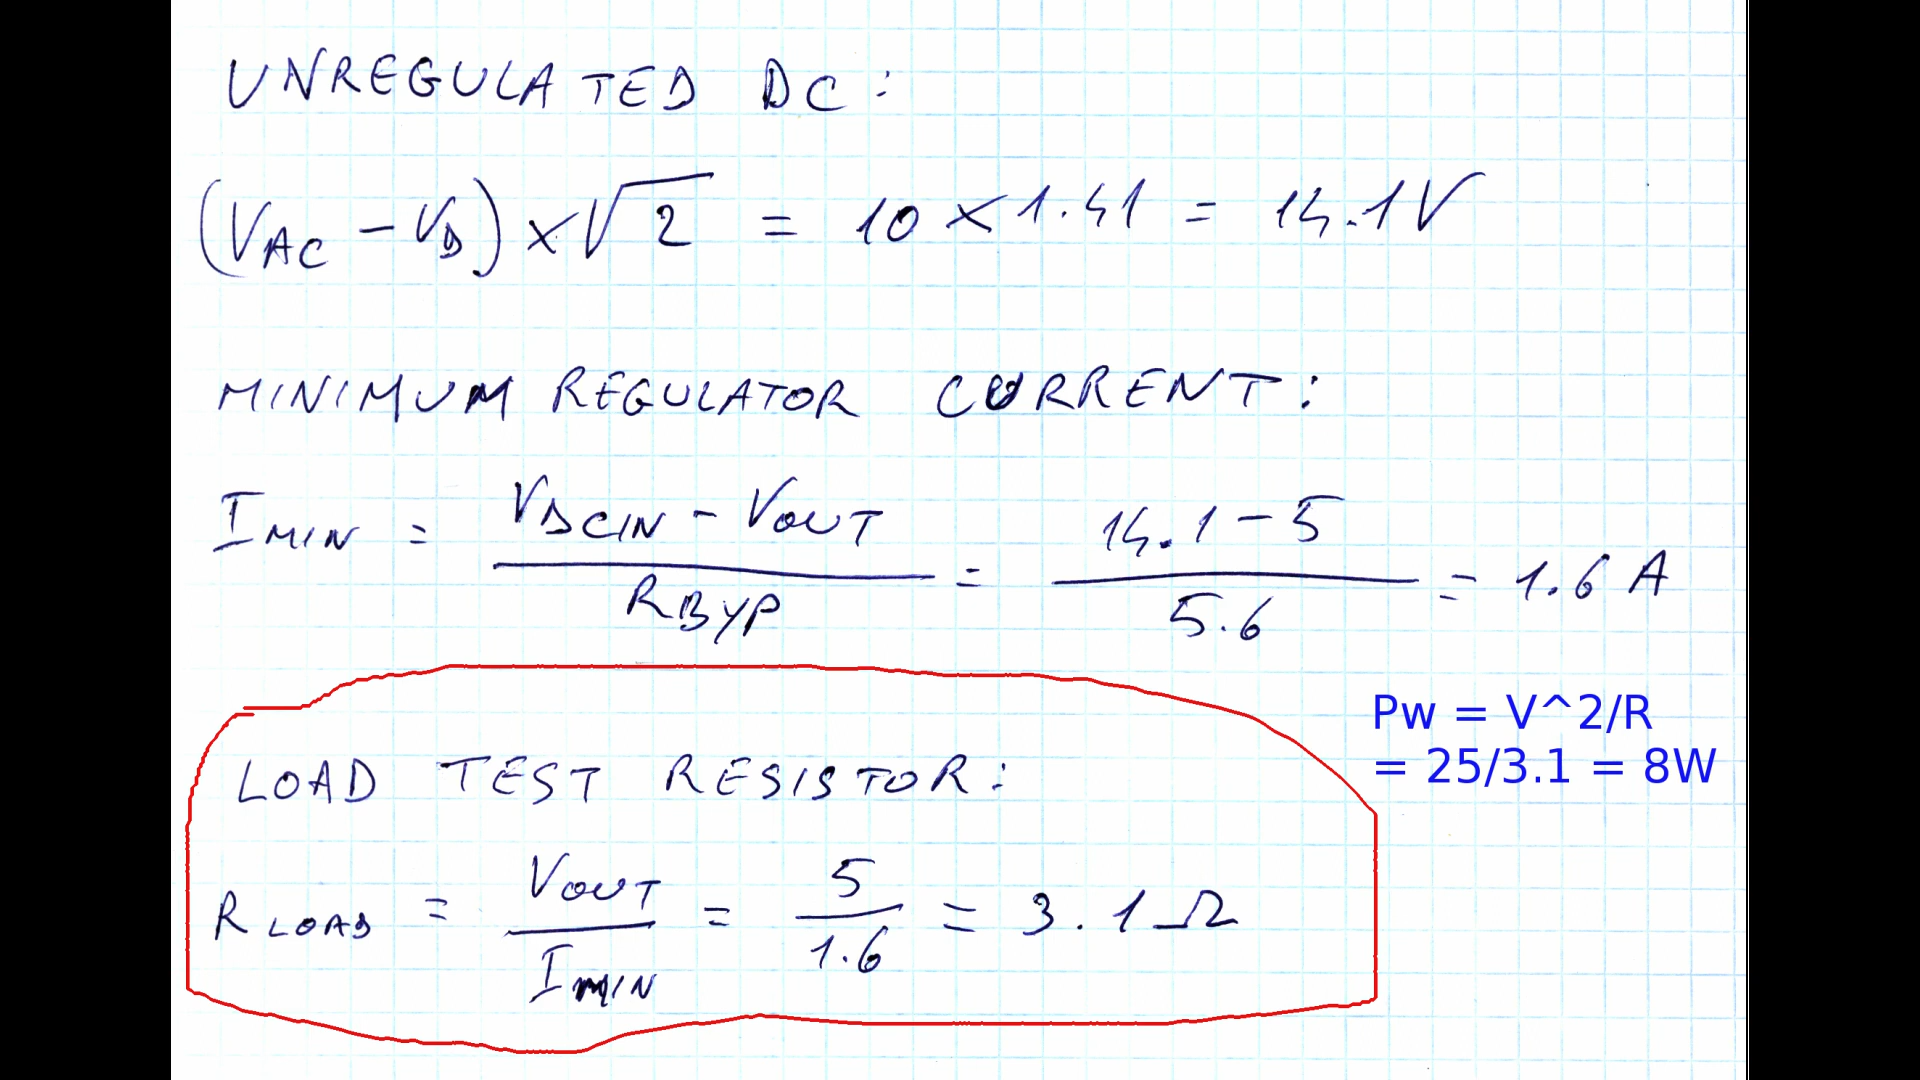 UNREGULATED DC:
(VAC - VD) x √2 = 10 x 1.41 = 14.1V
MINIMUM REGULATOR CURRENT:
IMIN = (VDCIN - VOUT) / RBYP = (14.1 - 5) / 5.6 = 1.6 A
Pw = V^2/R
= 25/3.1 = 8W
LOAD TEST RESISTOR:
RLOAD = VOUT / IMIN = 5 / 1.6 = 3.1 Ω